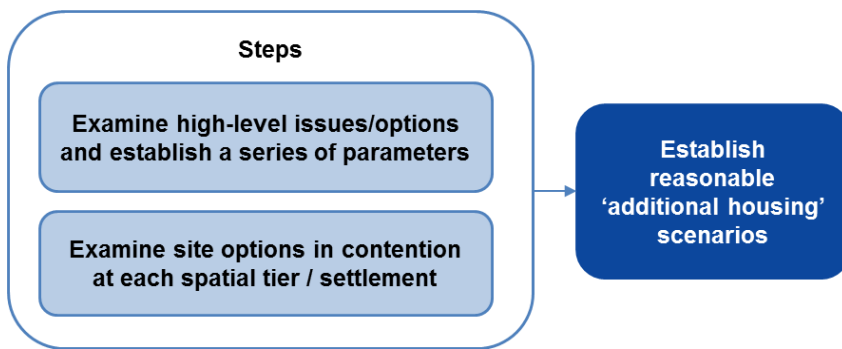 Steps
Examine high-level issues/options
and establish a series of parameters
Examine site options in contention
at each spatial tier / settlement
Establish
reasonable
‘additional housing’
scenarios